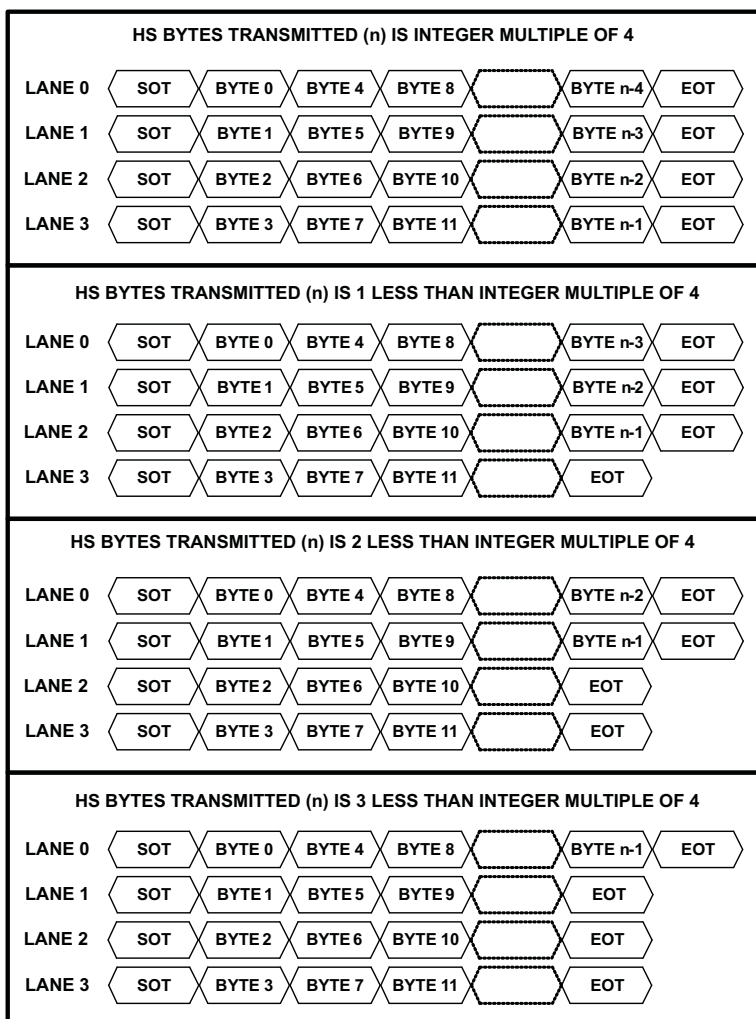 HS BYTES TRANSMITTED (n) IS INTEGER MULTIPLE OF 4
LANE 0 SOT BYTE 0 BYTE 4 BYTE 8 BYTE n-4 EOT
LANE 1 SOT BYTE 1 BYTE 5 BYTE 9 BYTE n-3 EOT
LANE 2 SOT BYTE 2 BYTE 6 BYTE 10 BYTE n-2 EOT
LANE 3 SOT BYTE 3 BYTE 7 BYTE 11 BYTE n-1 EOT
HS BYTES TRANSMITTED (n) IS 1 LESS THAN INTEGER MULTIPLE OF 4
LANE 0 SOT BYTE 0 BYTE 4 BYTE 8 BYTE n-3 EOT
LANE 1 SOT BYTE 1 BYTE 5 BYTE 9 BYTE n-2 EOT
LANE 2 SOT BYTE 2 BYTE 6 BYTE 10 BYTE n-1 EOT
LANE 3 SOT BYTE 3 BYTE 7 BYTE 11 EOT
HS BYTES TRANSMITTED (n) IS 2 LESS THAN INTEGER MULTIPLE OF 4
LANE 0 SOT BYTE 0 BYTE 4 BYTE 8 BYTE n-2 EOT
LANE 1 SOT BYTE 1 BYTE 5 BYTE 9 BYTE n-1 EOT
LANE 2 SOT BYTE 2 BYTE 6 BYTE 10 EOT
LANE 3 SOT BYTE 3 BYTE 7 BYTE 11 EOT
HS BYTES TRANSMITTED (n) IS 3 LESS THAN INTEGER MULTIPLE OF 4
LANE 0 SOT BYTE 0 BYTE 4 BYTE 8 BYTE n-1 EOT
LANE 1 SOT BYTE 1 BYTE 5 BYTE 9 EOT
LANE 2 SOT BYTE 2 BYTE 6 BYTE 10 EOT
LANE 3 SOT BYTE 3 BYTE 7 BYTE 11 EOT